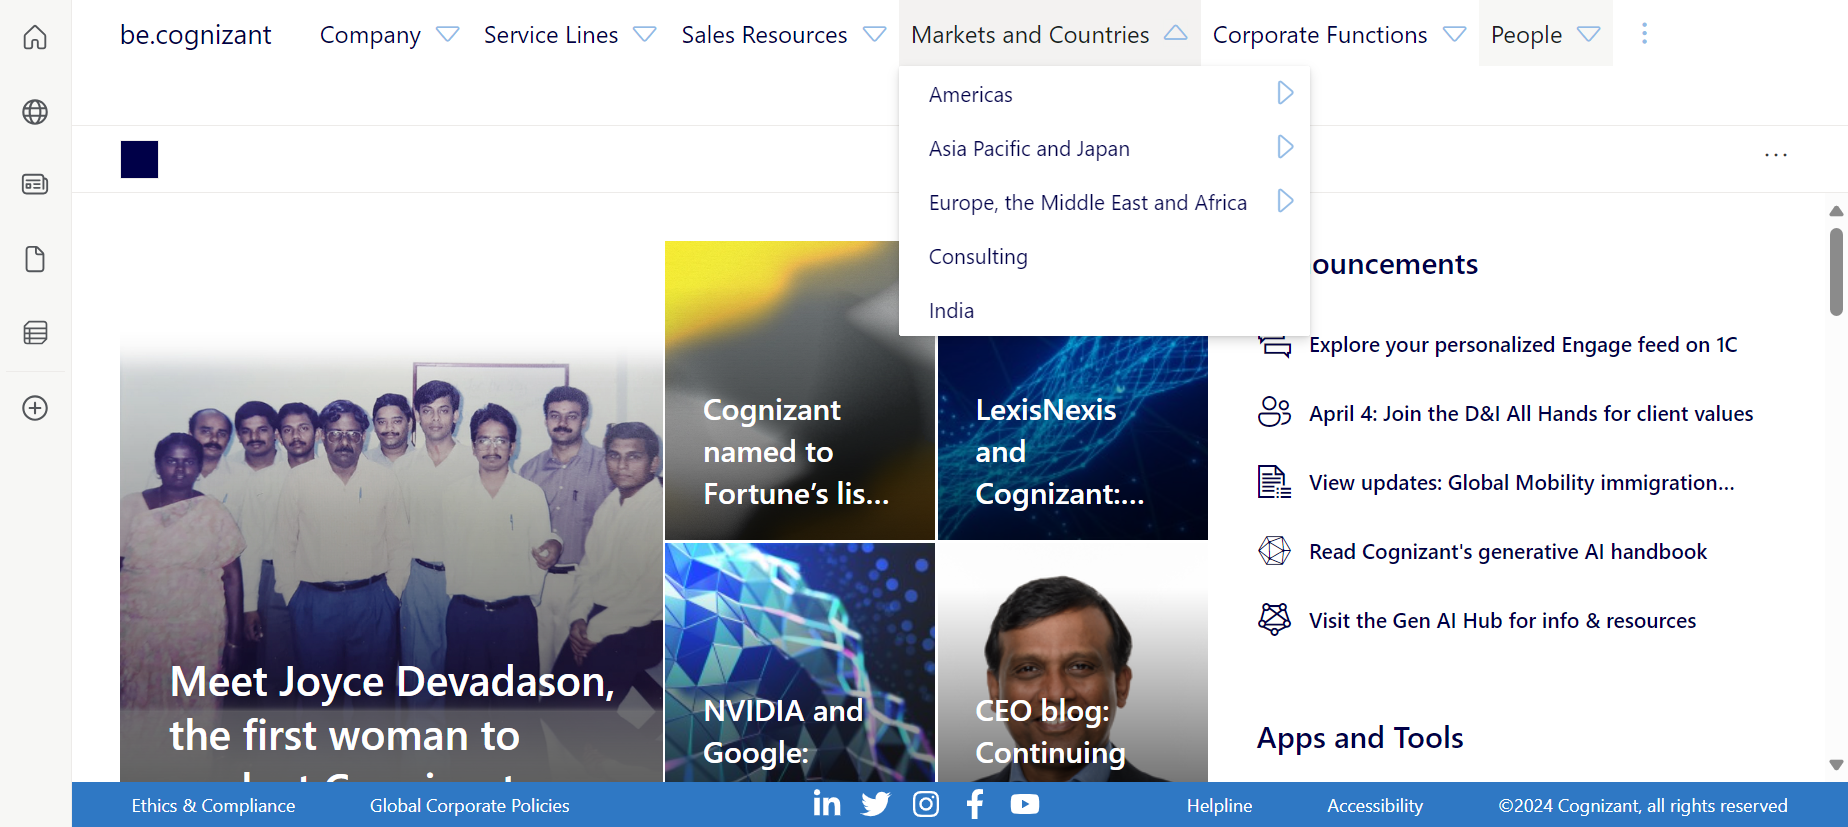 be.cognizant
Company
Service Lines
Sales Resources
Markets and Countries
Corporate Functions
People
Americas
Asia Pacific and Japan
Europe, the Middle East and Africa
Consulting
India
Meet Joyce Devadason,
the first woman to
Cognizant
named to
Fortune’s lis...
LexisNexis
and
Cognizant:...
NVIDIA and
Google:
CEO blog:
Continuing
ouncements
Explore your personalized Engage feed on 1C
April 4: Join the D&I All Hands for client values
View updates: Global Mobility immigration...
Read Cognizant's generative AI handbook
Visit the Gen AI Hub for info & resources
Apps and Tools
Ethics & Compliance
Global Corporate Policies
Helpline
Accessibility
©2024 Cognizant, all rights reserved